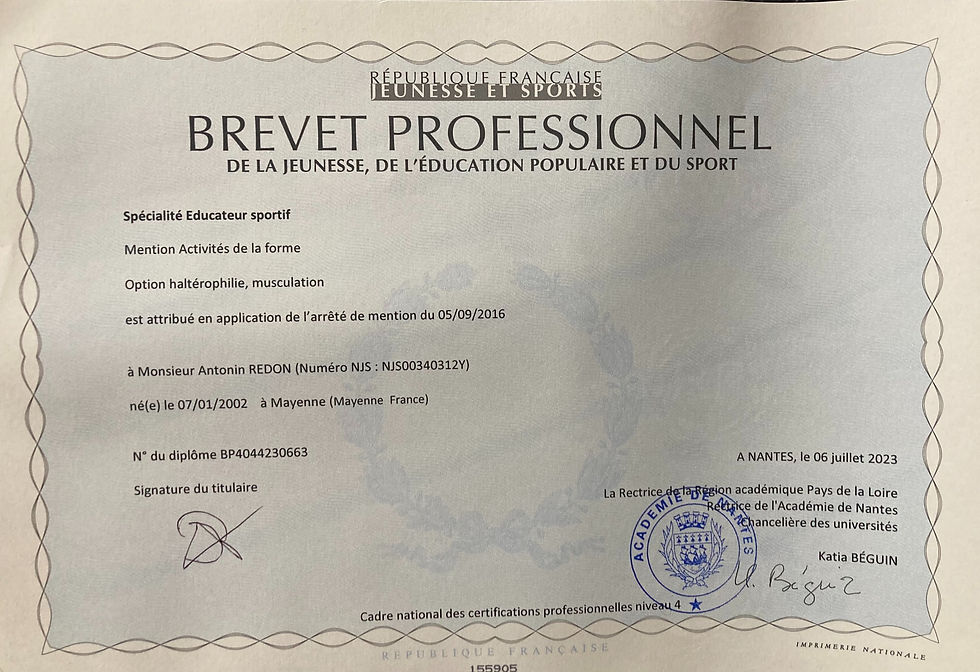 RÉPUBLIQUE FRANÇAISE
JEUNESSE ET SPORTS
BREVET PROFESSIONNEL
DE LA JEUNESSE, DE L'ÉDUCATION POPULAIRE ET DU SPORT
Spécialité Educateur sportif
Mention Activités de la forme
Option haltérophilie, musculation
est attribué en application de l'arrêté de mention du 05/09/2016
à Monsieur Antonin REDON (Numéro NJS : NJS00340312Y)
né(e) le 07/01/2002 à Mayenne (Mayenne France)
N° du diplôme BP4044230663
A NANTES, le 06 juillet 2023
Signature du titulaire
La Rectrice de la Région académique Pays de la Loire
Rectrice de l'Académie de Nantes
Chancelière des universités
ACADEMIE DE NANTES
Katia BÉGUIN
K. Béguin
Cadre national des certifications professionnelles niveau 4
RÉPUBLIQUE FRANÇAISE
IMPRIMERIE NATIONALE
155905